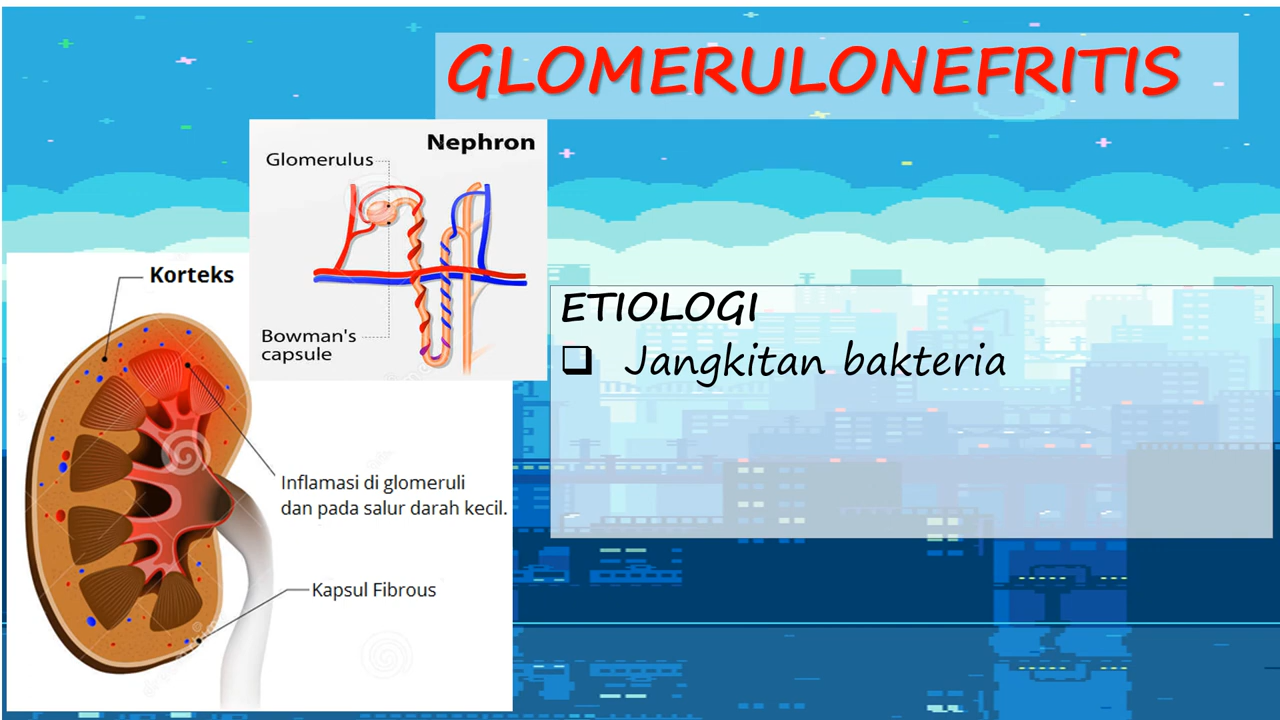 GLOMERULONEFRITIS
Nephron
Glomerulus
Bowman's
capsule
Korteks
Inflamasi di glomeruli
dan pada salur darah kecil.
Kapsul Fibrous
ETIOLOGI
❑ Jangkitan bakteria